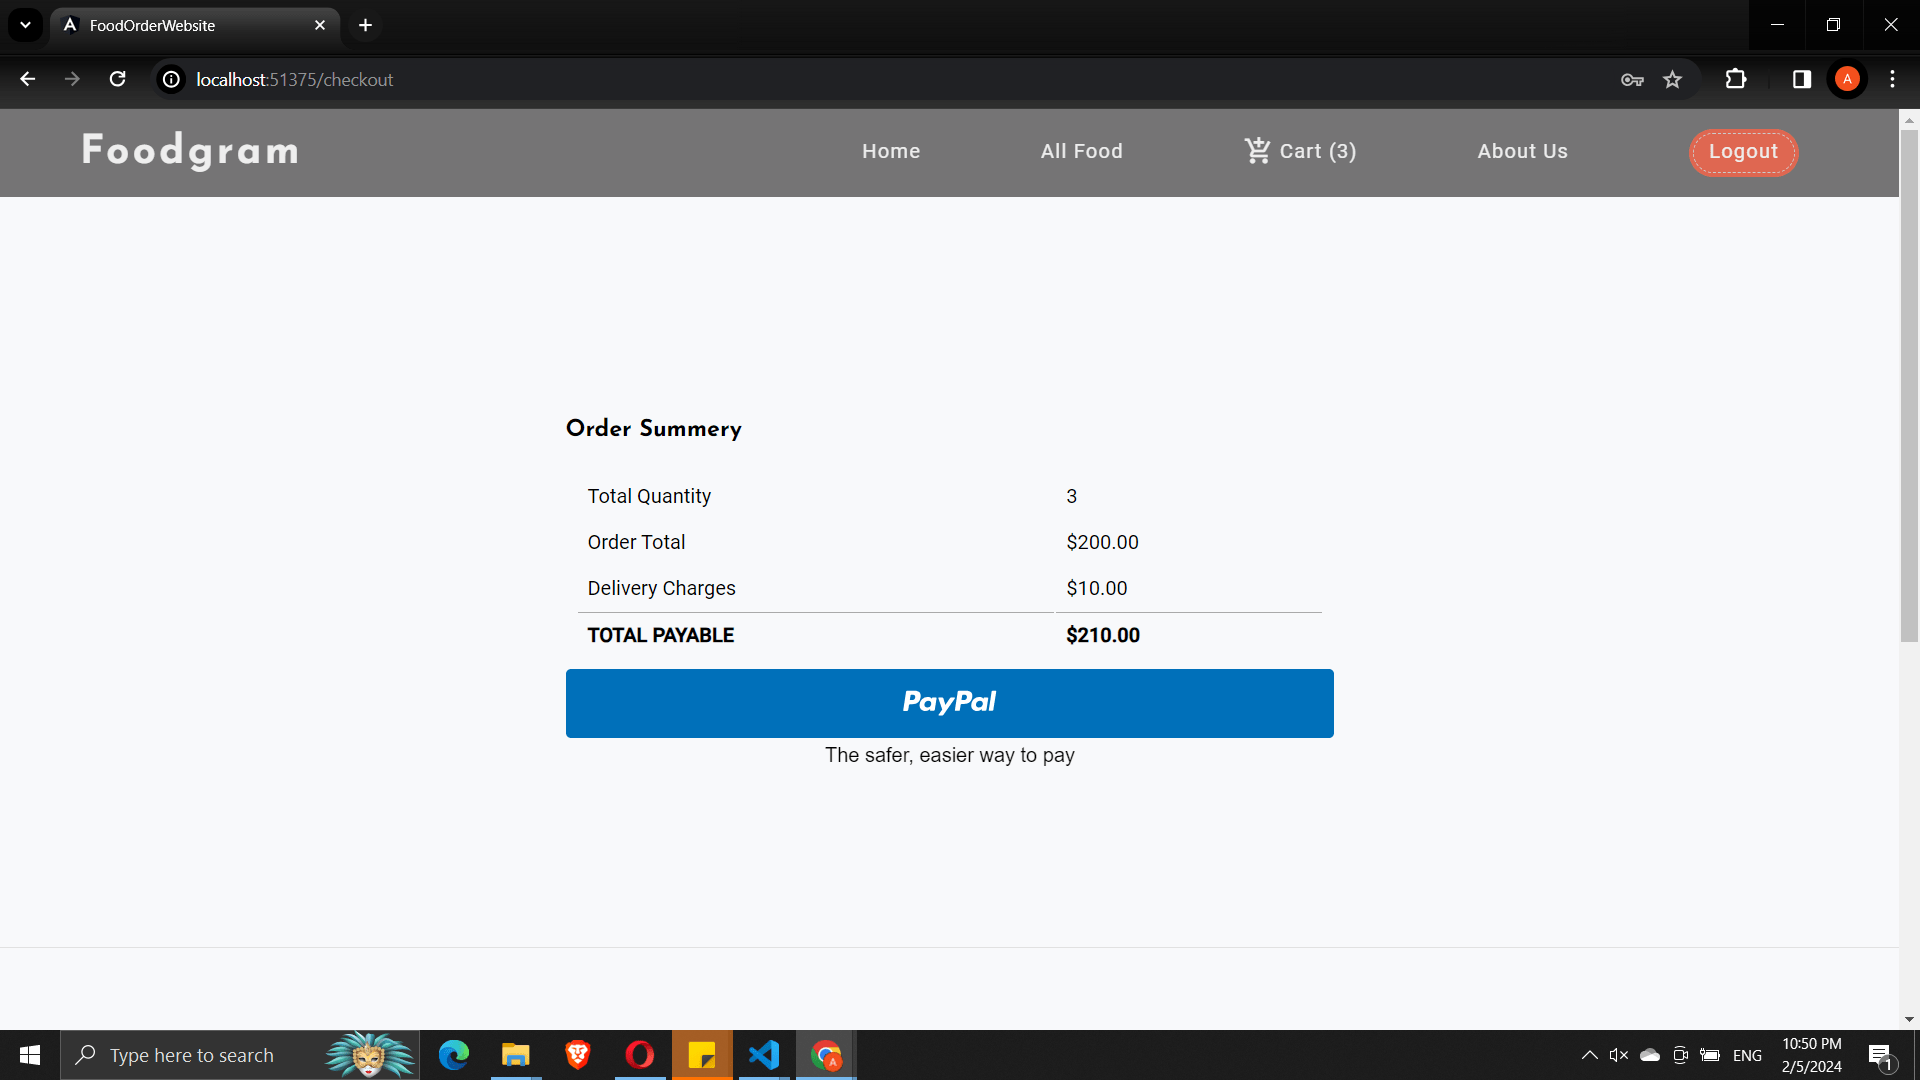 FoodOrderWebsite
localhost:51375/checkout
A
Foodgram
Home
All Food
Cart (3)
About Us
Logout
Order Summery
Total Quantity 3
Order Total $200.00
Delivery Charges $10.00
TOTAL PAYABLE $210.00
PayPal
The safer, easier way to pay
Type here to search
A
ENG
10:50 PM
2/5/2024
1